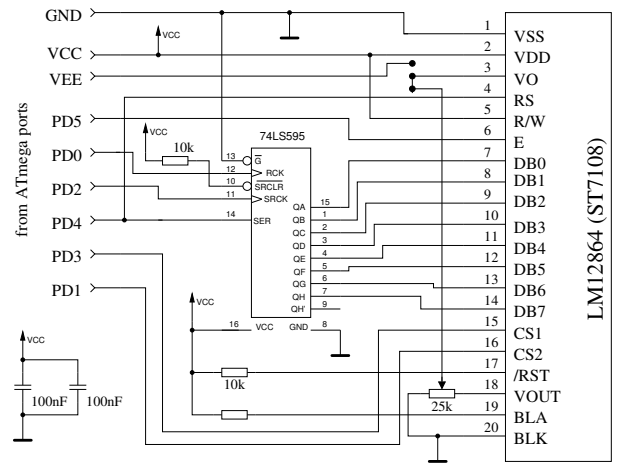 GND
VCC
VEE
PD5
PD0
PD2
PD4
PD3
PD1
from ATmega ports
VCC
VCC
10k
74LS595
13
12
10
11
14
G
RCK
SRCLR
SRCK
SER
QA
QB
QC
QD
QE
QF
QG
QH
QH'
15
1
2
3
4
5
6
7
9
16
VCC
GND
8
VCC
10k
25k
VCC
100nF
100nF
1 VSS
2 VDD
3 VO
4 RS
5 R/W
6 E
7 DB0
8 DB1
9 DB2
10 DB3
11 DB4
12 DB5
13 DB6
14 DB7
15 CS1
16 CS2
17 /RST
18 VOUT
19 BLA
20 BLK
LM12864 (ST7108)